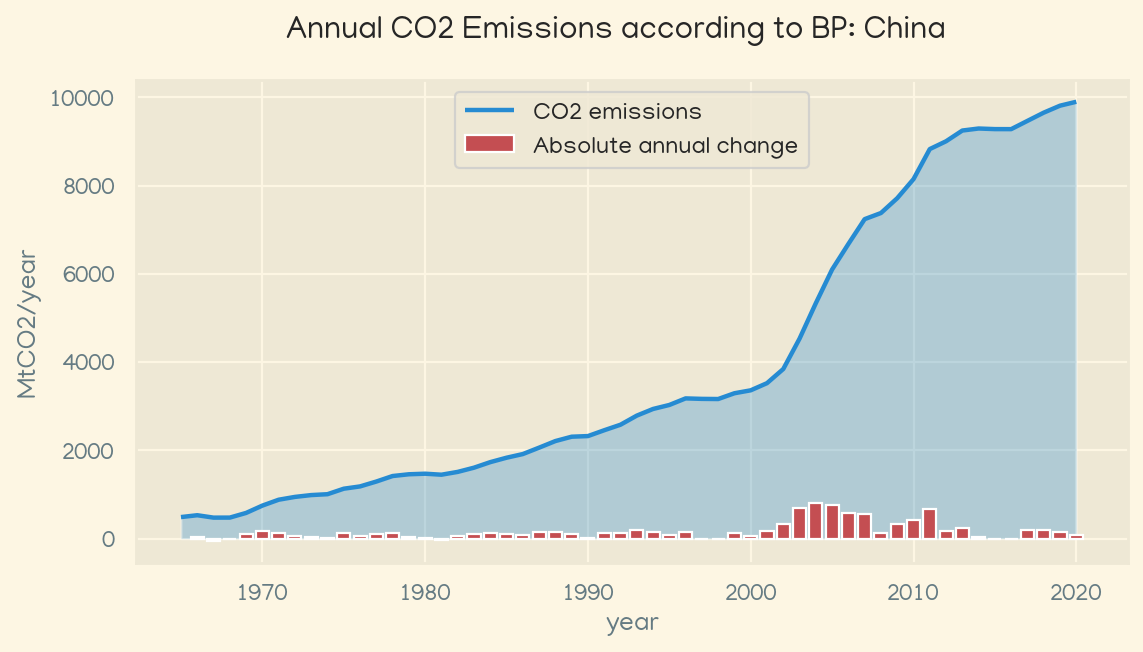 Annual CO2 Emissions according to BP: China
CO2 emissions
Absolute annual change
MtCO2/year
10000
8000
6000
4000
2000
0
1970 1980 1990 2000 2010 2020
year